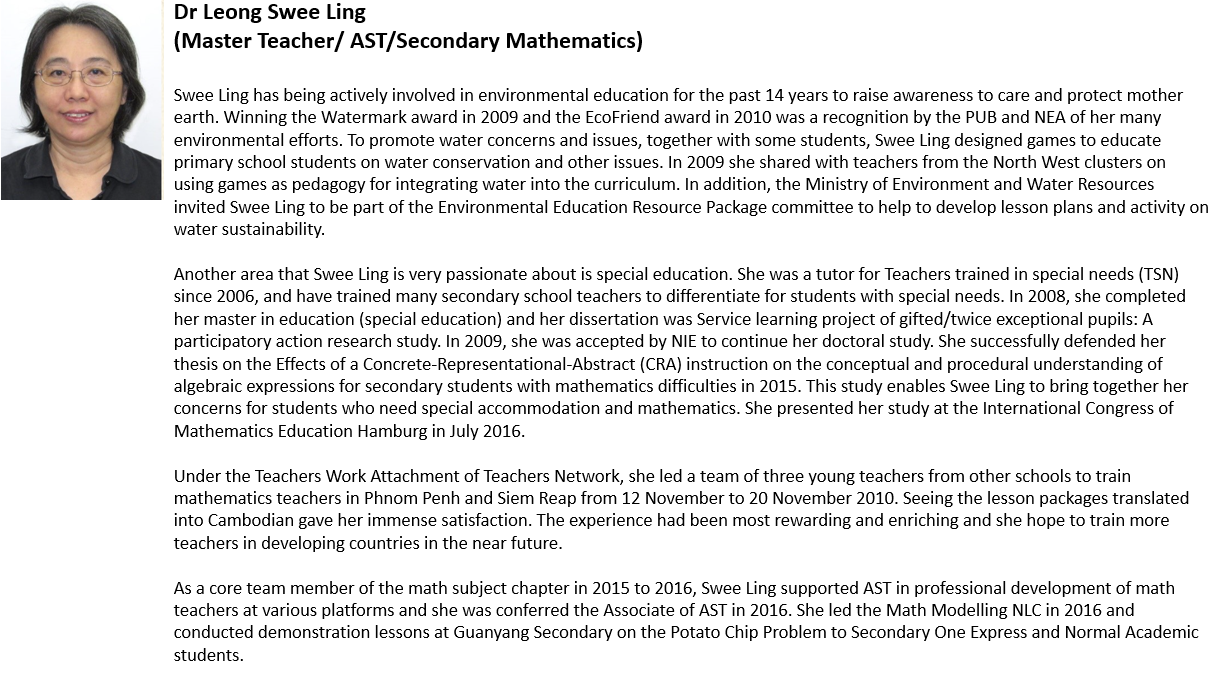 Dr Leong Swee Ling
(Master Teacher/ AST/Secondary Mathematics)
Swee Ling has being actively involved in environmental education for the past 14 years to raise awareness to care and protect mother
earth. Winning the Watermark award in 2009 and the EcoFriend award in 2010 was a recognition by the PUB and NEA of her many
environmental efforts. To promote water concerns and issues, together with some students, Swee Ling designed games to educate
primary school students on water conservation and other issues. In 2009 she shared with teachers from the North West clusters on
using games as pedagogy for integrating water into the curriculum. In addition, the Ministry of Environment and Water Resources
invited Swee Ling to be part of the Environmental Education Resource Package committee to help to develop lesson plans and activity on
water sustainability.
Another area that Swee Ling is very passionate about is special education. She was a tutor for Teachers trained in special needs (TSN)
since 2006, and have trained many secondary school teachers to differentiate for students with special needs. In 2008, she completed
her master in education (special education) and her dissertation was Service learning project of gifted/twice exceptional pupils: A
participatory action research study. In 2009, she was accepted by NIE to continue her doctoral study. She successfully defended her
thesis on the Effects of a Concrete-Representational-Abstract (CRA) instruction on the conceptual and procedural understanding of
algebraic expressions for secondary students with mathematics difficulties in 2015. This study enables Swee Ling to bring together her
concerns for students who need special accommodation and mathematics. She presented her study at the International Congress of
Mathematics Education Hamburg in July 2016.
Under the Teachers Work Attachment of Teachers Network, she led a team of three young teachers from other schools to train
mathematics teachers in Phnom Penh and Siem Reap from 12 November to 20 November 2010. Seeing the lesson packages translated
into Cambodian gave her immense satisfaction. The experience had been most rewarding and enriching and she hope to train more
teachers in developing countries in the near future.
As a core team member of the math subject chapter in 2015 to 2016, Swee Ling supported AST in professional development of math
teachers at various platforms and she was conferred the Associate of AST in 2016. She led the Math Modelling NLC in 2016 and
conducted demonstration lessons at Guanyang Secondary on the Potato Chip Problem to Secondary One Express and Normal Academic
students.